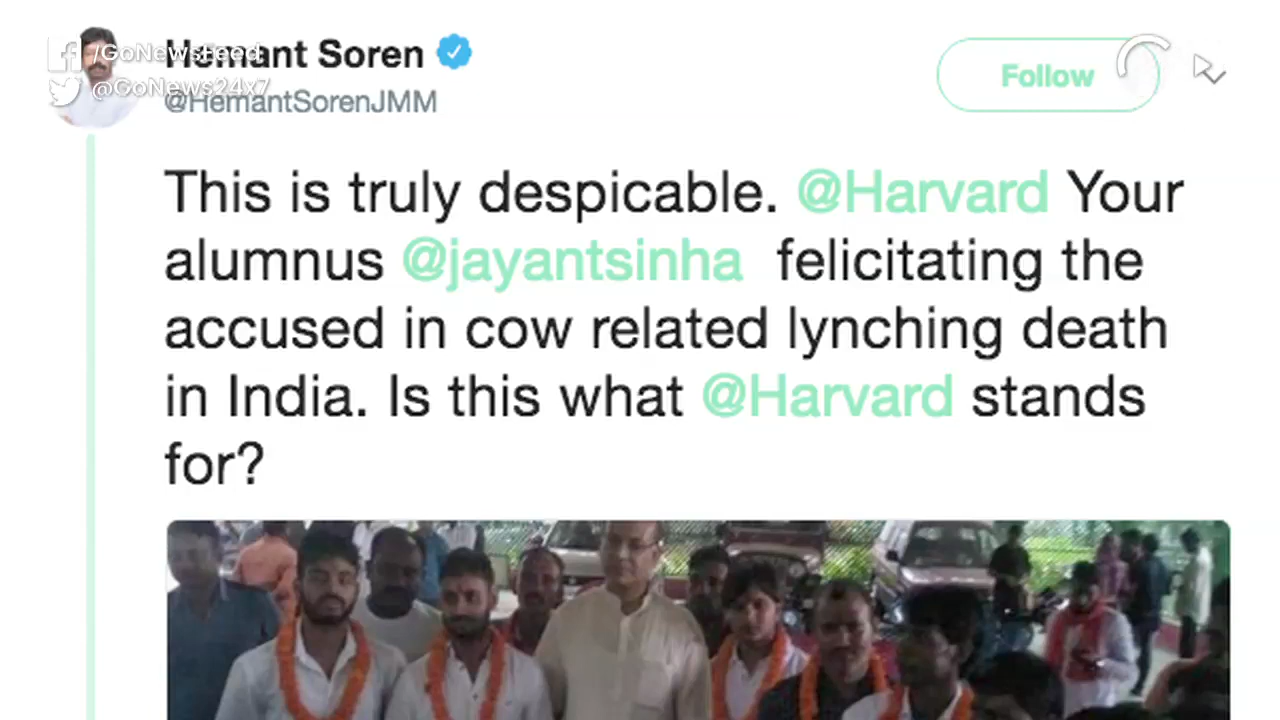 Hemant Soren
/GoNewsFeed
@GoNews24x7
@HemantSorenJMM
Follow
This is truly despicable. @Harvard Your
alumnus @jayantsinha felicitating the
accused in cow related lynching death
in India. Is this what @Harvard stands
for?